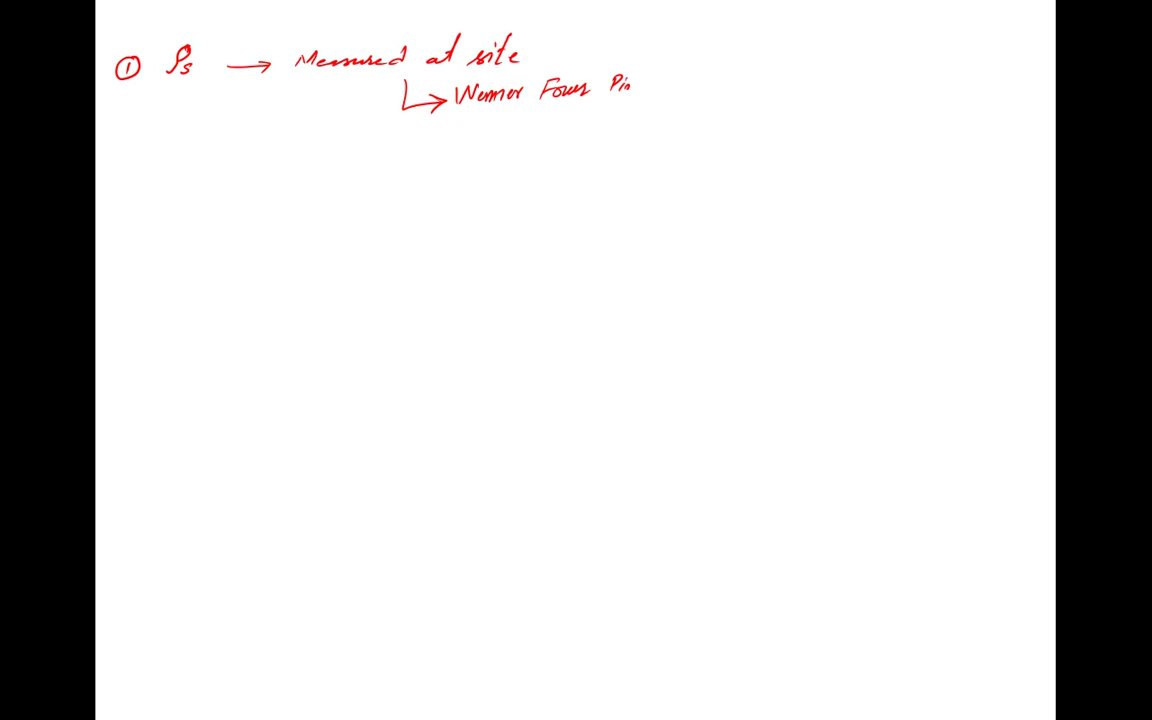 ① ρs → Measured at site
↳ Wenner Four Pin